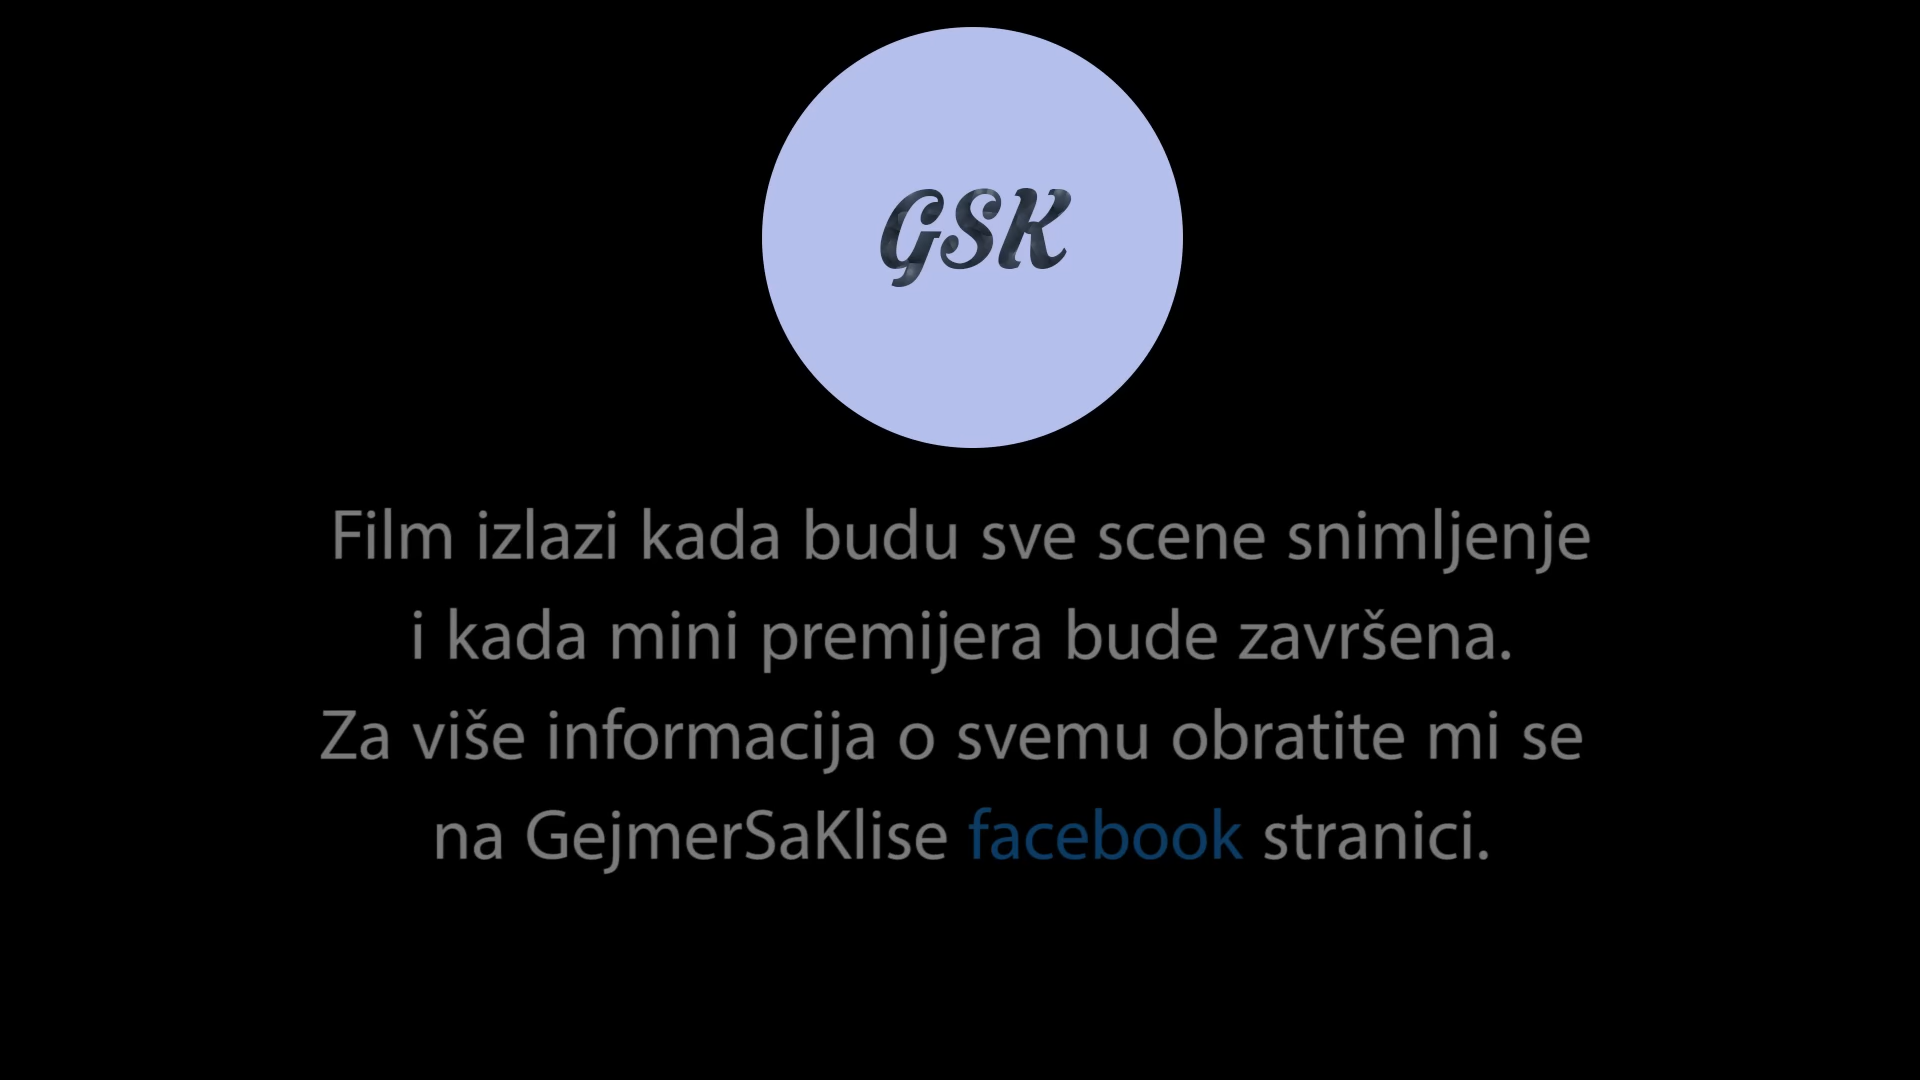 GSK
Film izlazi kada budu sve scene snimljenje
i kada mini premijera bude završena.
Za više informacija o svemu obratite mi se
na GejmerSaKlise facebook stranici.